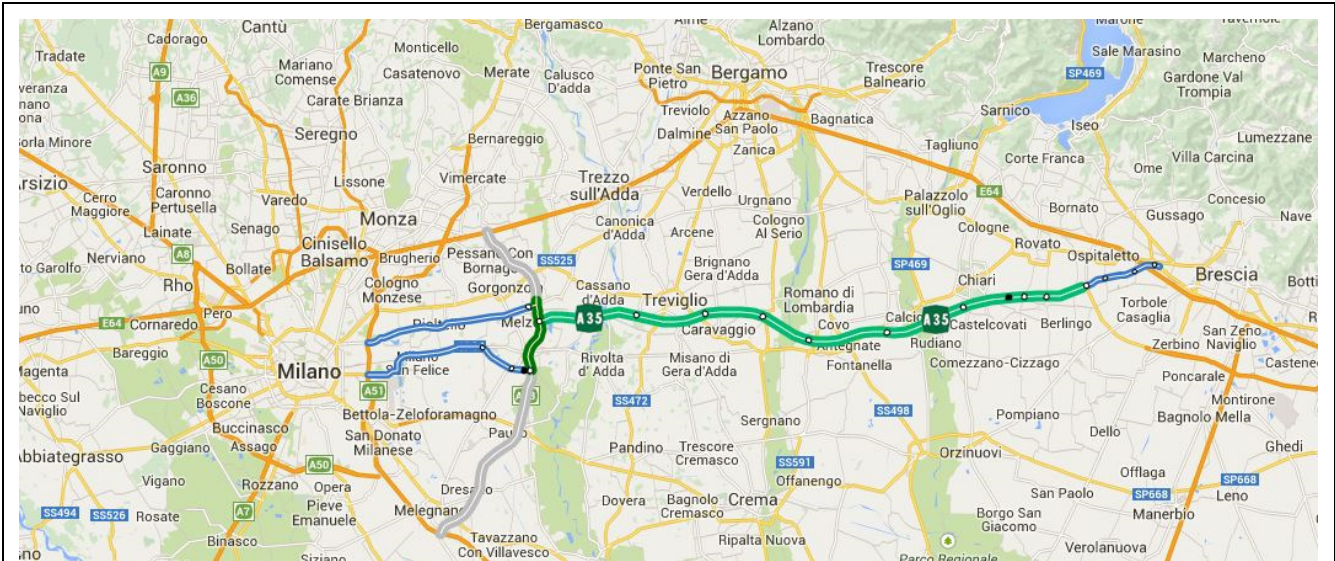 Cantù
Bergamasco
Alzano
Lombardo
Marone
Tavernole
Tradate
Cadorago
Mariano
Comense
Monticello
Casatenovo
Merate
Calusco
D'adda
Ponte San
Pietro
Bergamo
Trescore
Balneario
Sale Marasino
Marcheno
Gardone Val
Trompia
SP469
A9
A36
Carate Brianza
Treviolo
Azzano
San Paolo
Bagnatica
Sarnico
Iseo
Lumezzane
Seregno
Bernareggio
Dalmine
Zanica
Tagliuno
Corte Franca
Ome
Villa Carcina
Saronno
Lissone
Vimercate
Trezzo
sull'Adda
Verdello
Urgnano
Palazzolo
sull'Oglio
E64
Concesio
Cerro
Maggiore
Caronno
Pertusella
Varedo
Monza
Canonica
d'Adda
Arcene
Cologno
Al Serio
Cologne
Bornato
Gussago
Nave
Lainate
Senago
Cinisello
Balsamo
Brugherio
Pessano Con
Bornago
SS525
Brignano
Gera d'Adda
SP469
Rovato
Ospitaletto
Nerviano
A8
Bollate
Rho
Cologno
Monzese
Gorgonzo
Cassano
d'Adda
Treviglio
Romano di
Lombardia
Chiari
Brescia
E64
Cornaredo
Pero
Pioltello
Melz
A35
Caravaggio
Covo
Calcio
A35
Castelcovati
Berlingo
Torbole
Casaglia
San Zeno
Naviglio
Bareggio
A50
Milano
Milano
San Felice
Rivolta
d' Adda
Misano di
Gera d'Adda
Antegnate
Fontanella
Rudiano
Comezzano-Cizzago
Zerbino
Poncarale
Cesano
Boscone
A51
Bettola-Zeloforamagno
SS472
SS498
Montirone
Bagnolo Mella
Buccinasco
Gaggiano
Assago
San Donato
Milanese
Paullo
Pandino
Trescore
Cremasco
Sergnano
Pompiano
Dello
Ghedi
Abbiategrasso
Vigano
Rozzano
A50
Opera
SS591
Offanengo
Orzinuovi
Offlaga
SP668
SP668
Leno
SS494
SS526
Rosate
A7
Pieve
Emanuele
Dresano
Melegnano
Dovera
Bagnolo
Cremasco
Crema
San Paolo
Manerbio
Borgo San
Giacomo
Binasco
Siziano
Tavazzano
Con Villavesco
Ripalta Nuova
Parco Regionale
Verolanuova